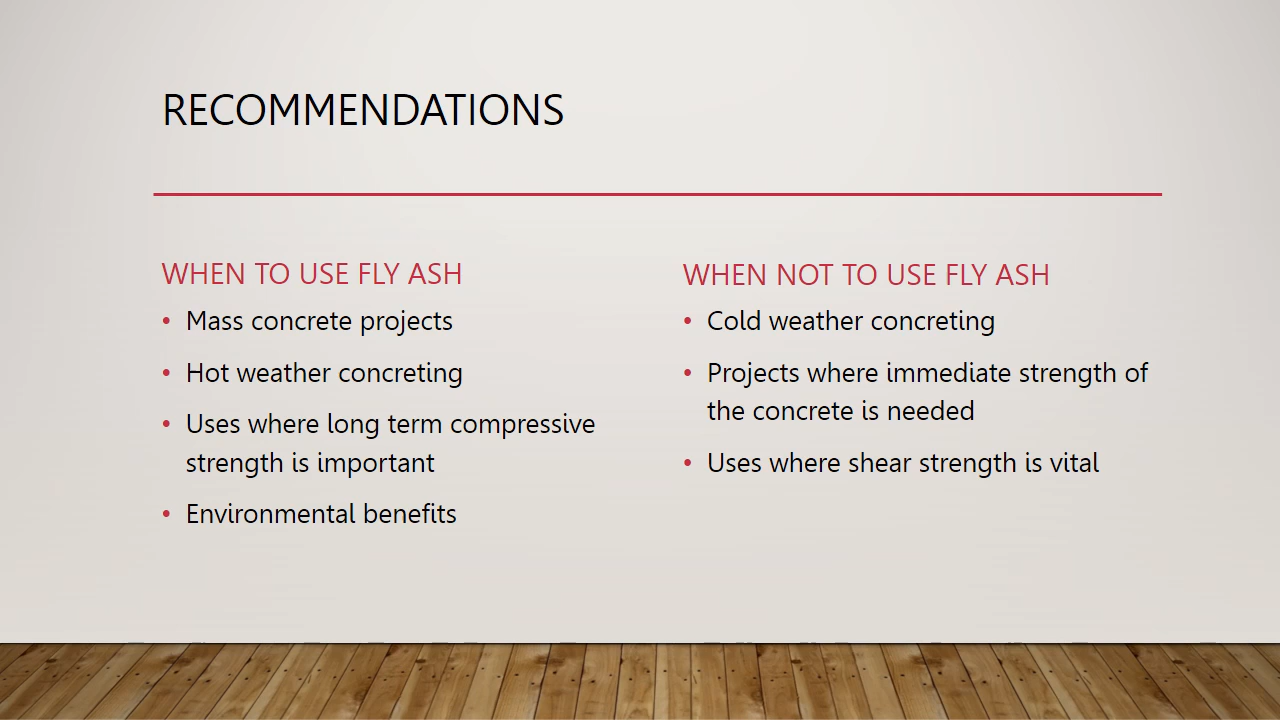 RECOMMENDATIONS
WHEN TO USE FLY ASH
• Mass concrete projects
• Hot weather concreting
• Uses where long term compressive
strength is important
• Environmental benefits
WHEN NOT TO USE FLY ASH
• Cold weather concreting
• Projects where immediate strength of
the concrete is needed
• Uses where shear strength is vital